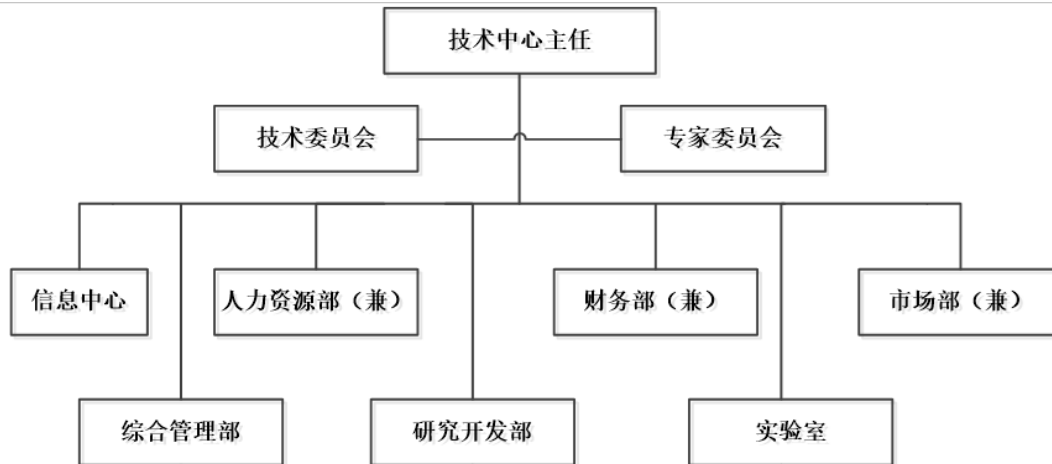 技术中心主任
技术委员会
专家委员会
信息中心
人力资源部（兼）
财务部（兼）
市场部（兼）
综合管理部
研究开发部
实验室